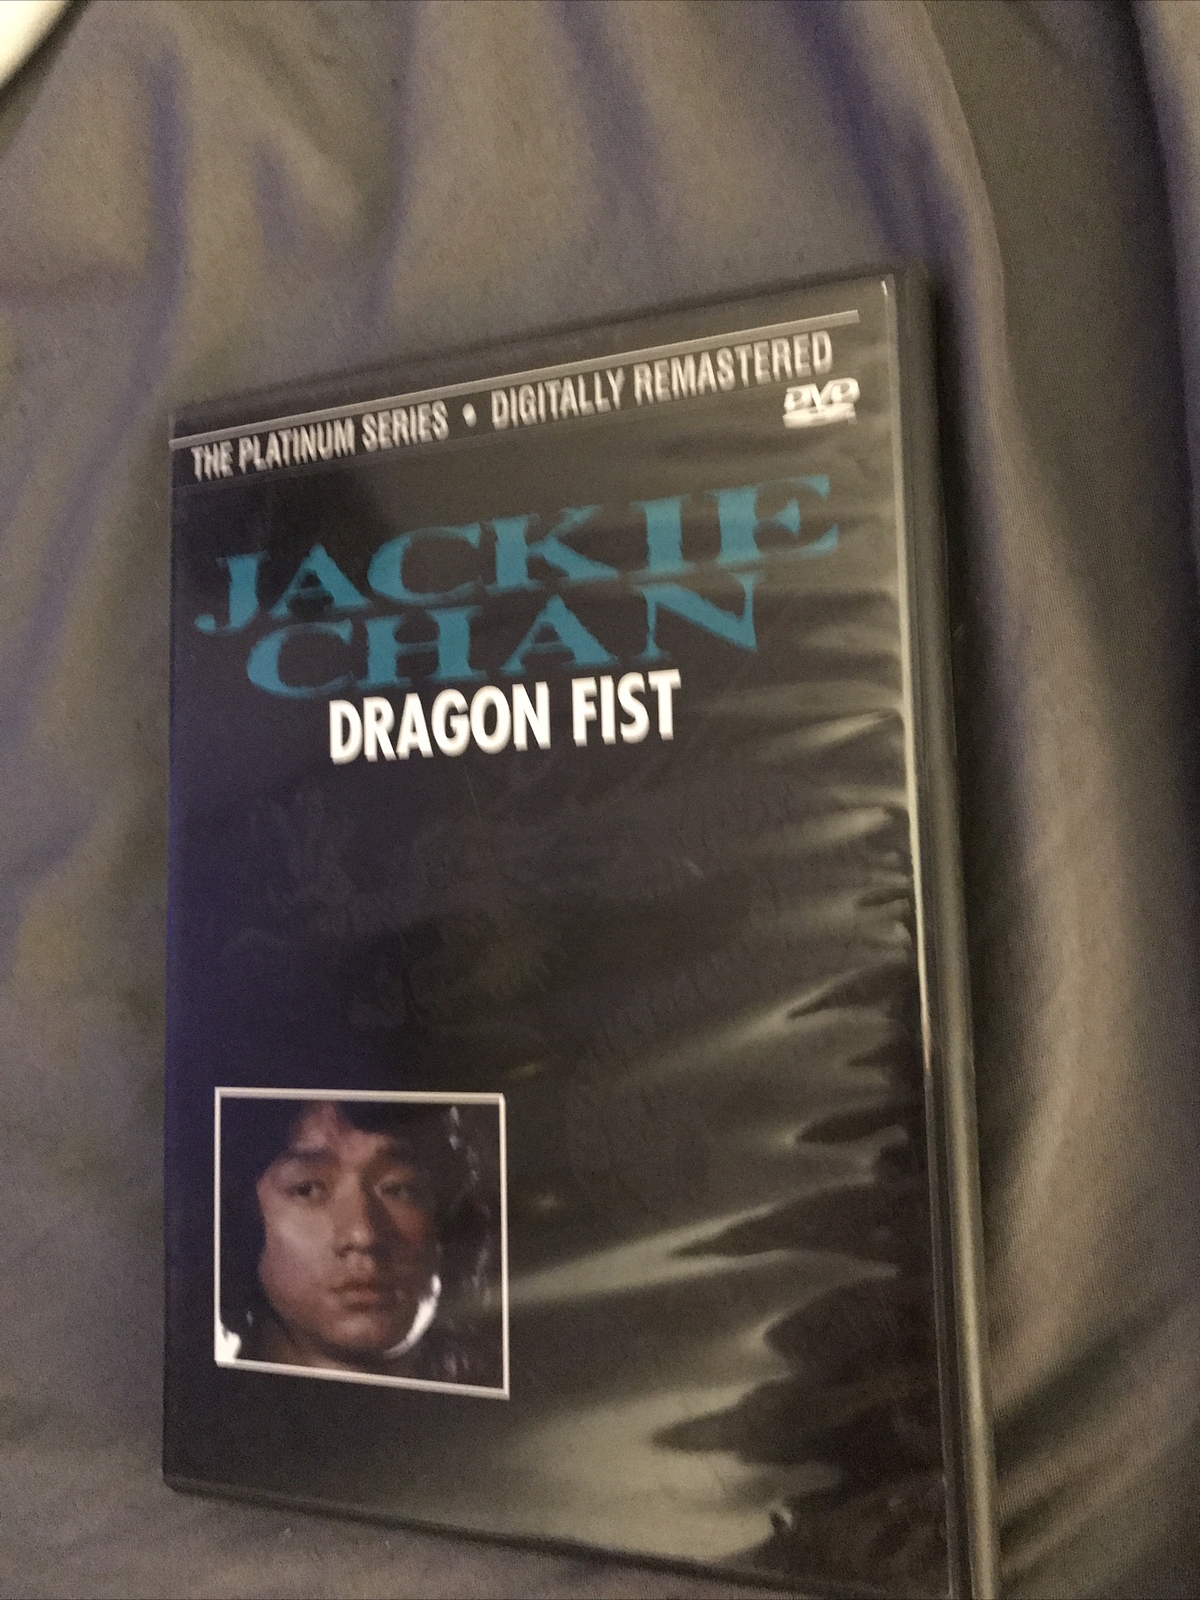 THE PLATINUM SERIES • DIGITALLY REMASTERED
DVD
JACKIE
CHAN
DRAGON FIST